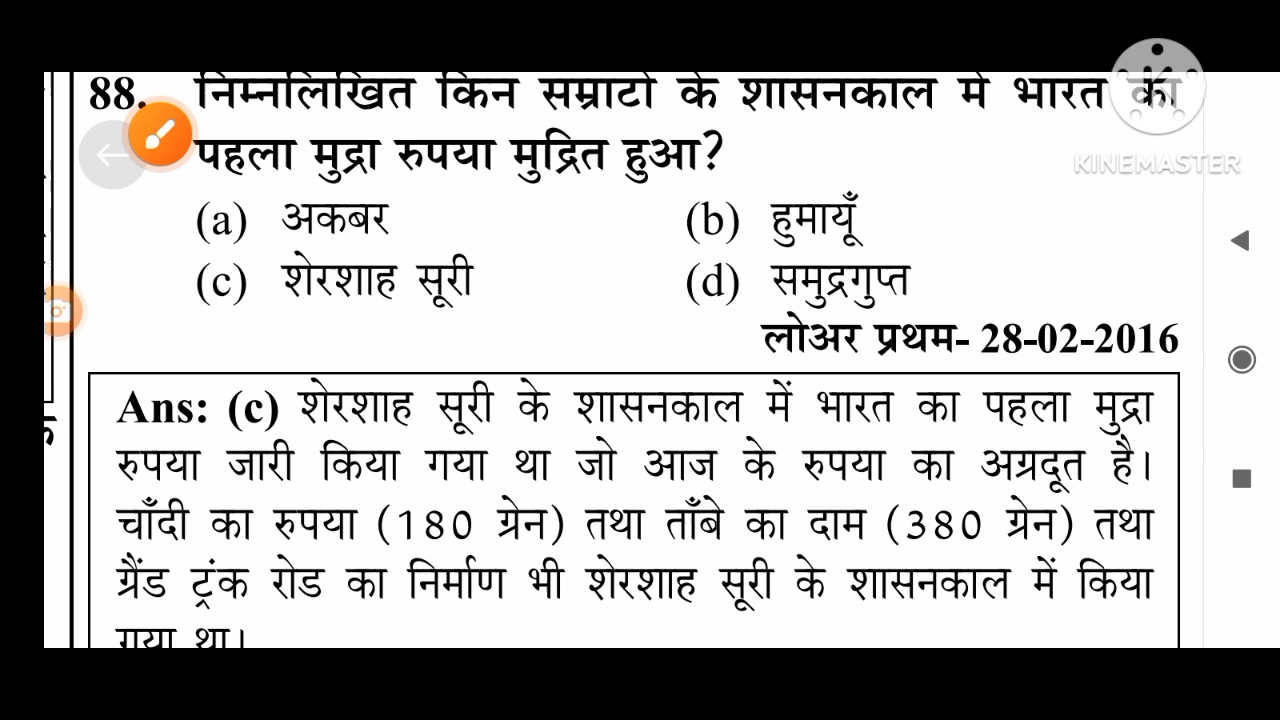 88. निम्नलिखित किन सम्राटों के शासनकाल में भारत का
पहला मुद्रा रुपया मुद्रित हुआ?
(a) अकबर (b) हुमायूँ
(c) शेरशाह सूरी (d) समुद्रगुप्त
लोअर प्रथम- 28-02-2016
Ans: (c) शेरशाह सूरी के शासनकाल में भारत का पहला मुद्रा
रुपया जारी किया गया था जो आज के रुपया का अग्रदूत है।
चाँदी का रुपया (180 ग्रेन) तथा ताँबे का दाम (380 ग्रेन) तथा
ग्रैंड ट्रंक रोड का निर्माण भी शेरशाह सूरी के शासनकाल में किया
गया था।
KINEMASTER